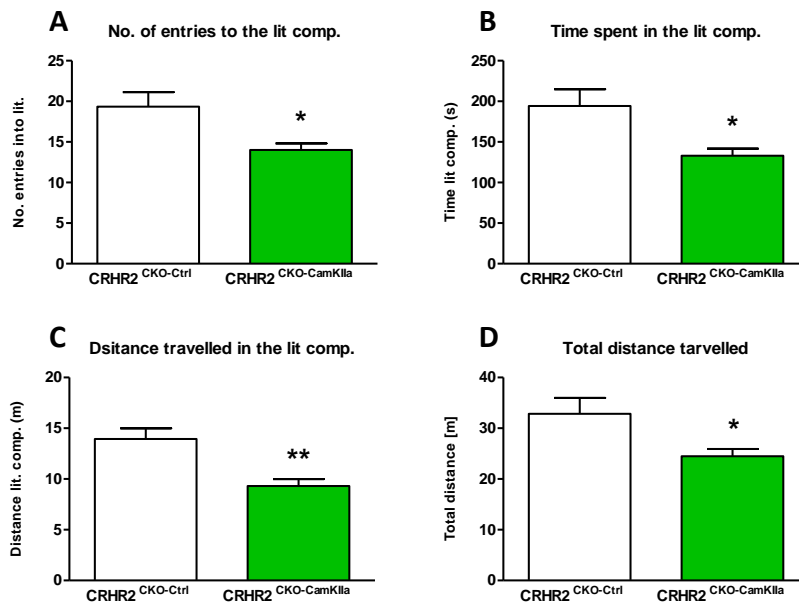 A
No. of entries to the lit comp.
No. entries into lit.
25
20
15
10
5
0
*
CRHR2 CKO-Ctrl
CRHR2 CKO-CamKIIa
B
Time spent in the lit comp.
Time lit comp. (s)
250
200
150
100
50
0
*
CRHR2 CKO-Ctrl
CRHR2 CKO-CamKIIa
C
Dsitance travelled in the lit comp.
Distance lit. comp. (m)
20
15
10
5
0
**
CRHR2 CKO-Ctrl
CRHR2 CKO-CamKIIa
D
Total distance tarvelled
Total distance [m]
40
30
20
10
0
*
CRHR2 CKO-Ctrl
CRHR2 CKO-CamKIIa